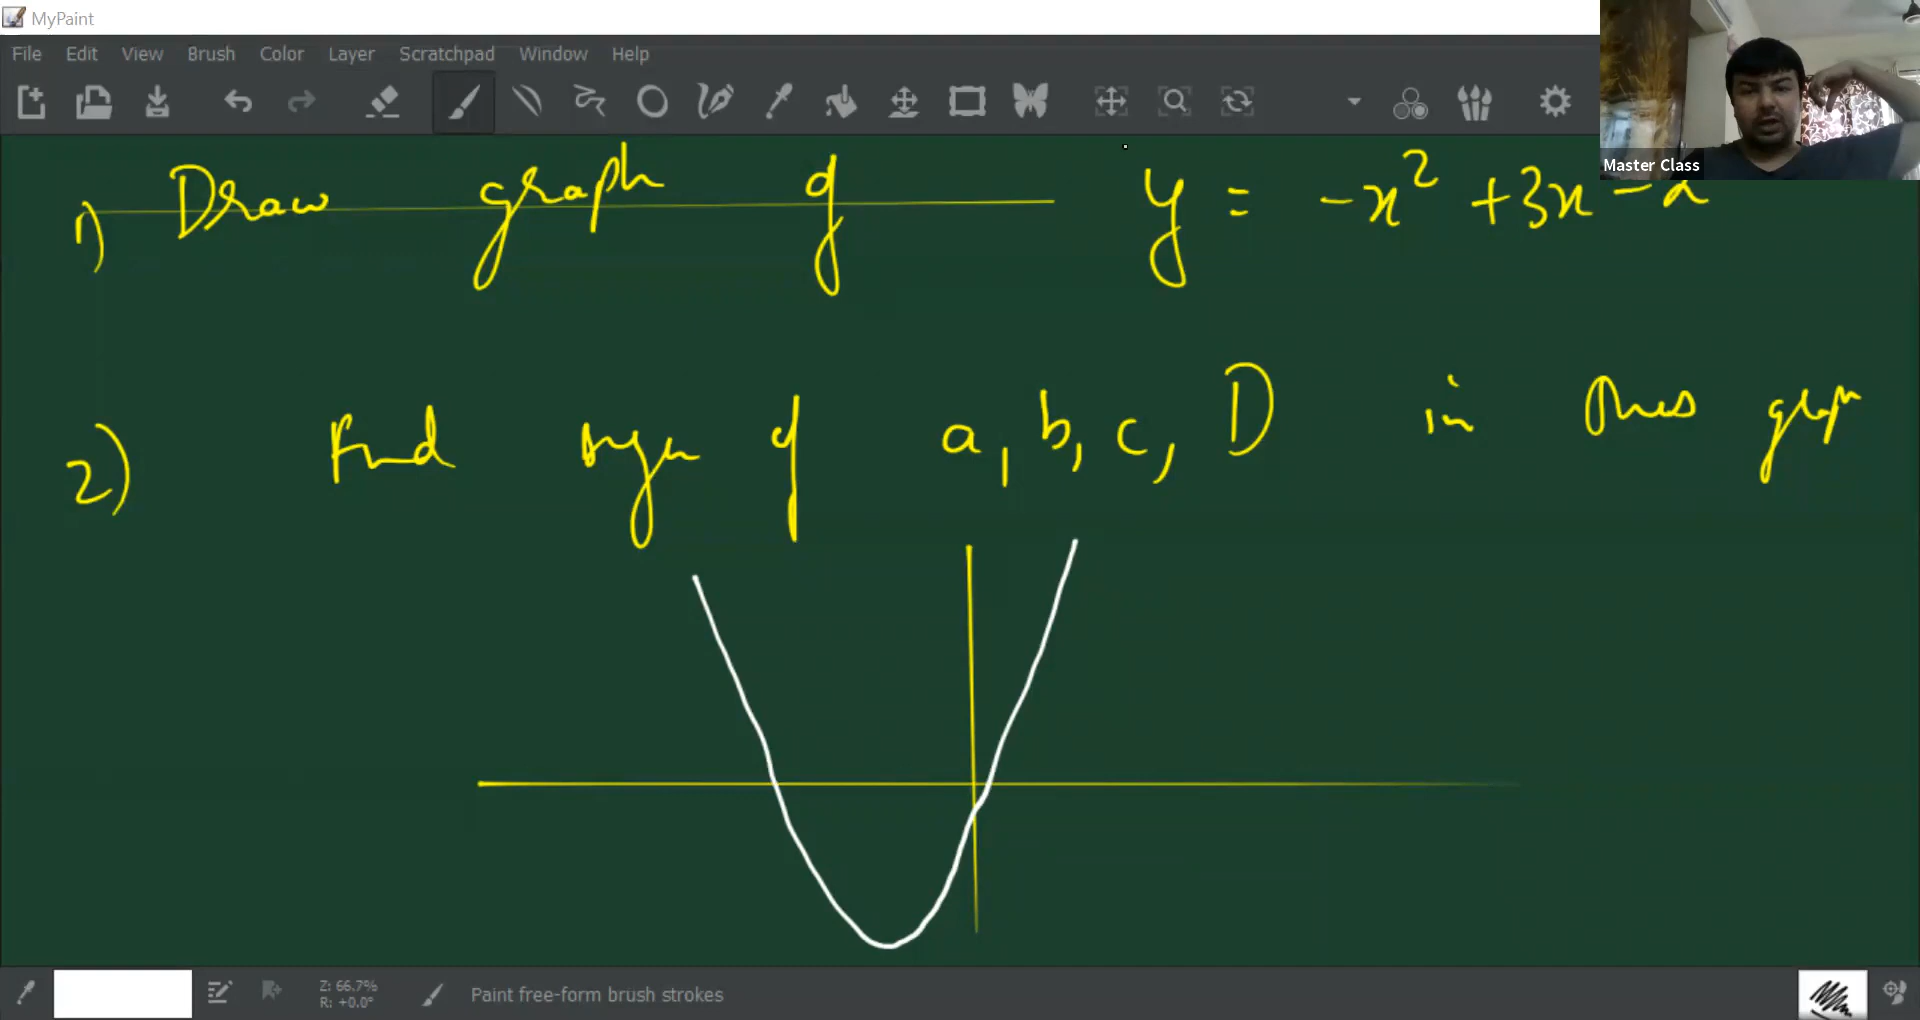 MyPaint
File Edit View Brush Color Layer Scratchpad Window Help
Master Class
1) Draw graph of y = -x² + 3x - 2
2) Find sign of a, b, c, D in this graph
Z: 66.7%
R: +0.0°
Paint free-form brush strokes